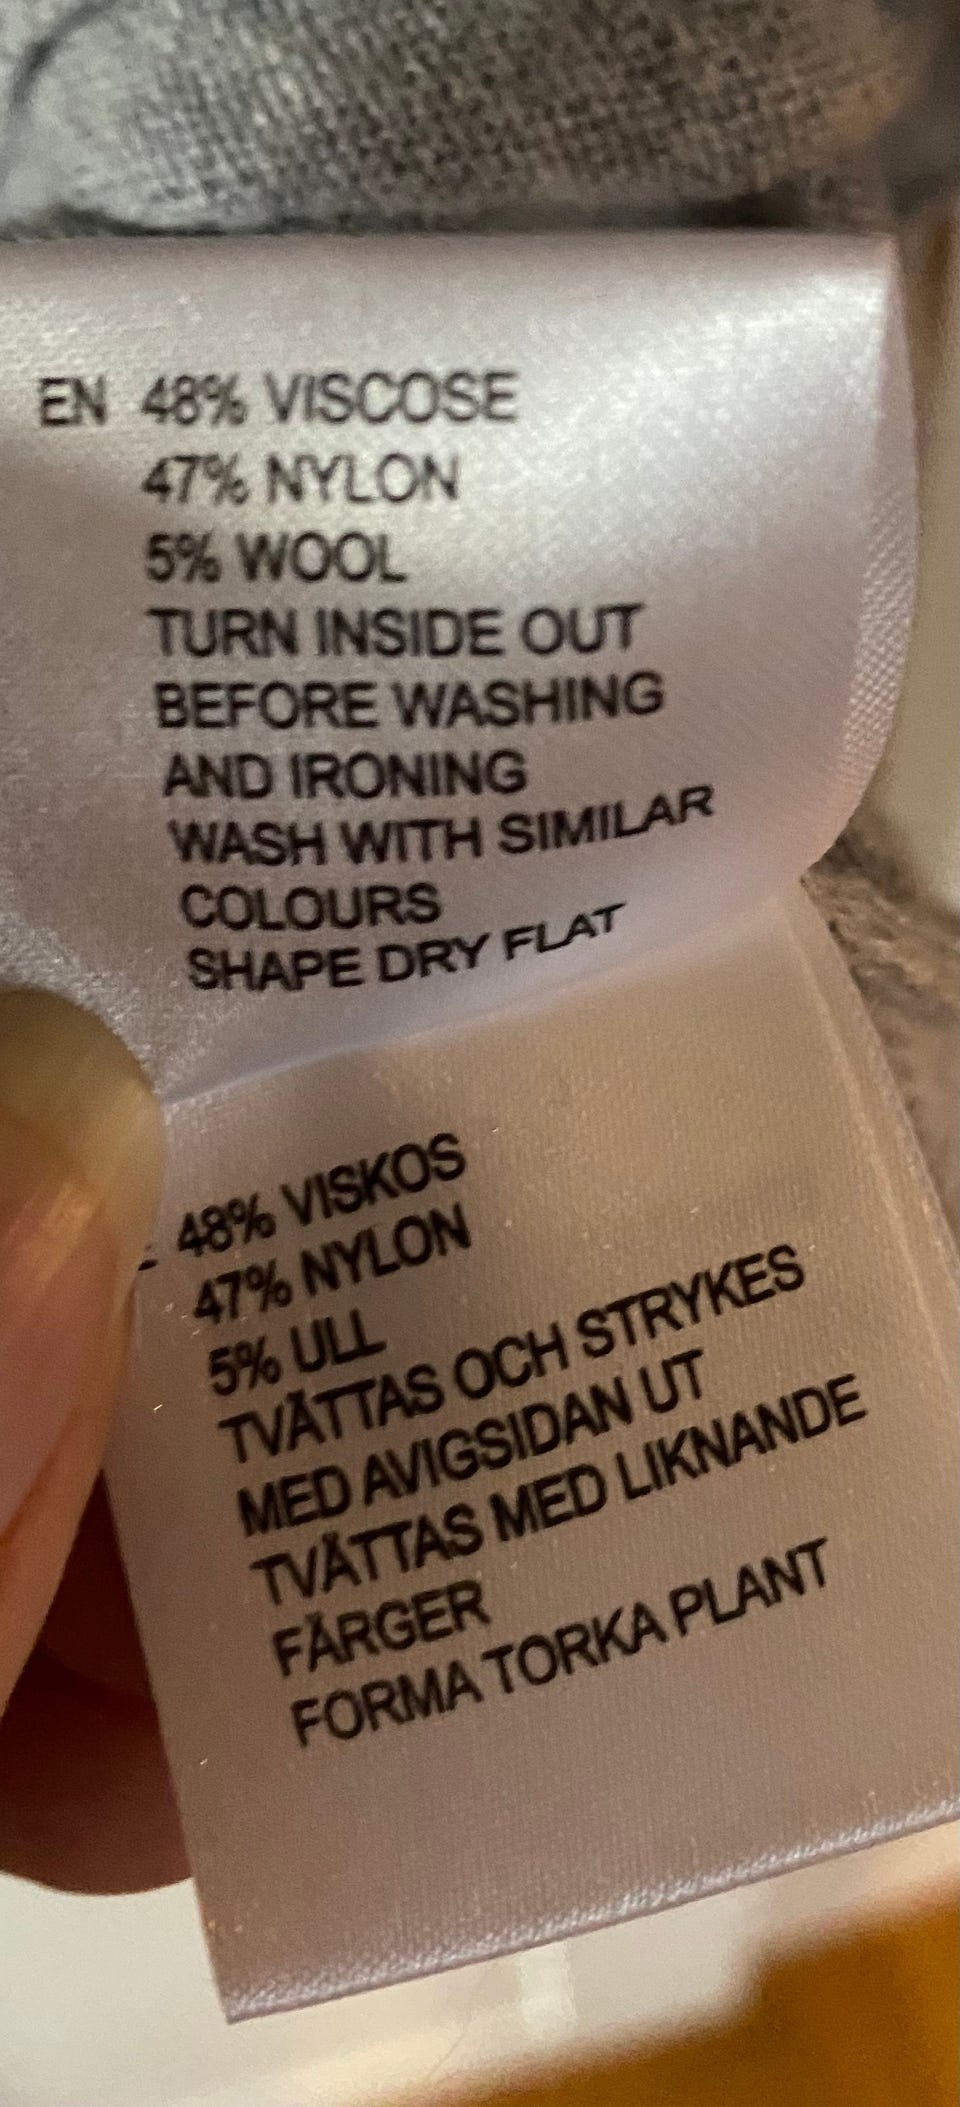 EN 48% VISCOSE
47% NYLON
5% WOOL
TURN INSIDE OUT
BEFORE WASHING
AND IRONING
WASH WITH SIMILAR
COLOURS
SHAPE DRY FLAT
48% VISKOS
47% NYLON
5% ULL
TVÄTTAS OCH STRYKES
MED AVIGSIDAN UT
TVÄTTAS MED LIKNANDE
FÄRGER
FORMA TORKA PLANT